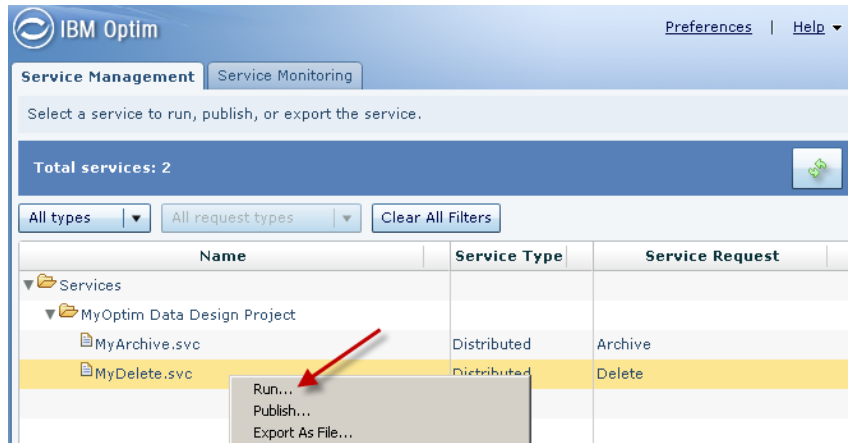 IBM Optim
Preferences | Help
Service Management Service Monitoring
Select a service to run, publish, or export the service.
Total services: 2
All types All request types Clear All Filters
Name Service Type Service Request
Services
MyOptim Data Design Project
MyArchive.svc Distributed Archive
MyDelete.svc Distributed Delete
Run...
Publish...
Export As File...